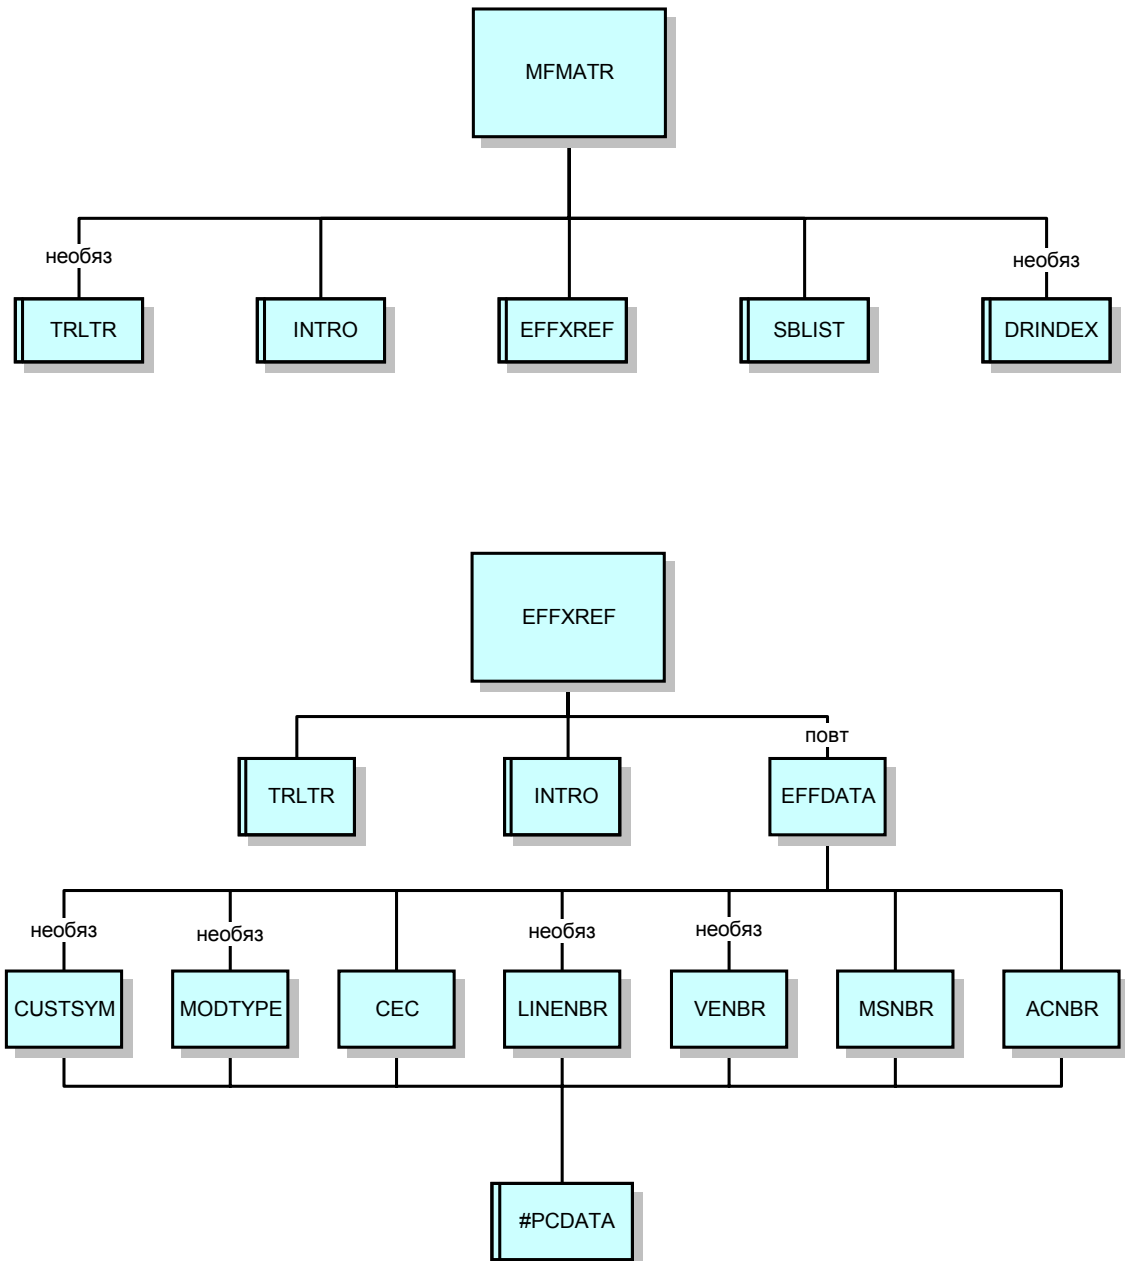 MFMATR
необяз
необяз
TRLTR
INTRO
EFFXREF
SBLIST
DRINDEX
EFFXREF
повт
TRLTR
INTRO
EFFDATA
необяз
необяз
необяз
необяз
CUSTSYM
MODTYPE
CEC
LINENBR
VENBR
MSNBR
ACNBR
#PCDATA